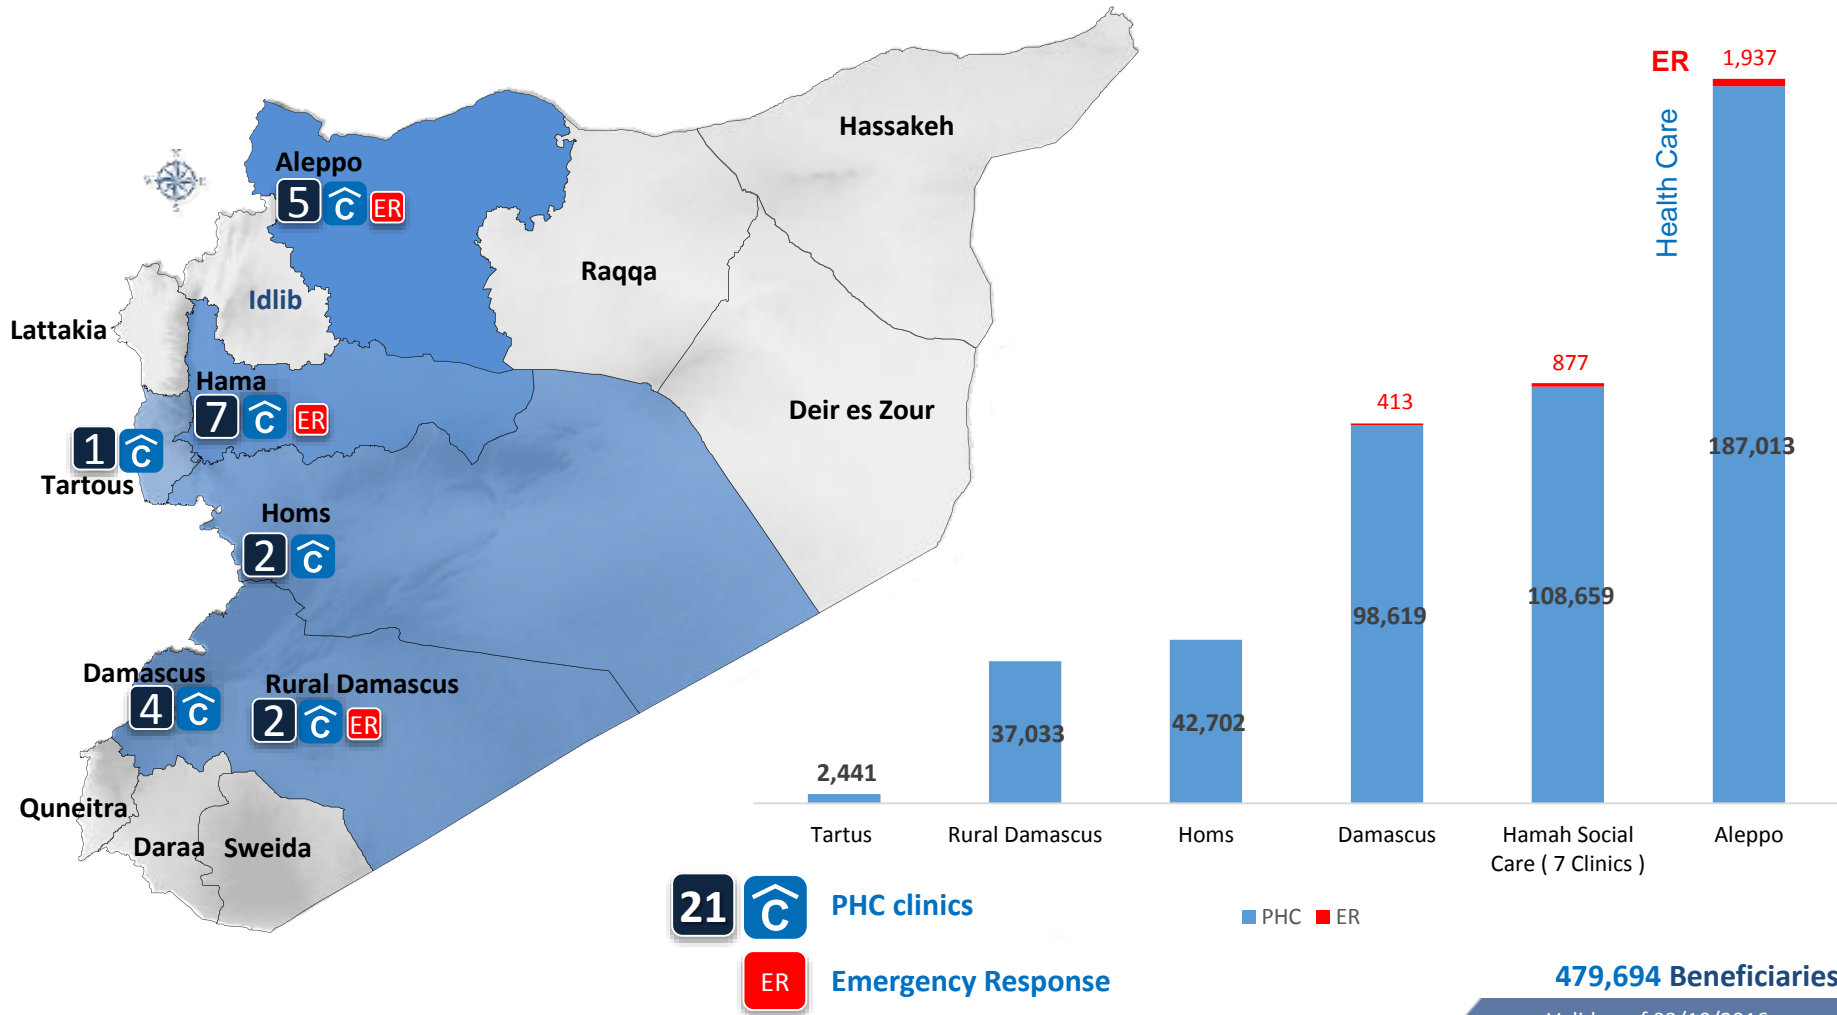 Aleppo
5 C ER
Hassakeh
Raqqa
Idlib
Lattakia
Hama
7 C ER
Deir es Zour
1 C
Tartous
Homs
2 C
Damascus
4 C
Rural Damascus
2 C ER
Quneitra
Daraa
Sweida
ER
Health Care
1,937
187,013
877
108,659
413
98,619
42,702
37,033
2,441
Tartus
Rural Damascus
Homs
Damascus
Hamah Social
Care ( 7 Clinics )
Aleppo
PHC ER
21 C PHC clinics
ER Emergency Response
479,694 Beneficiaries